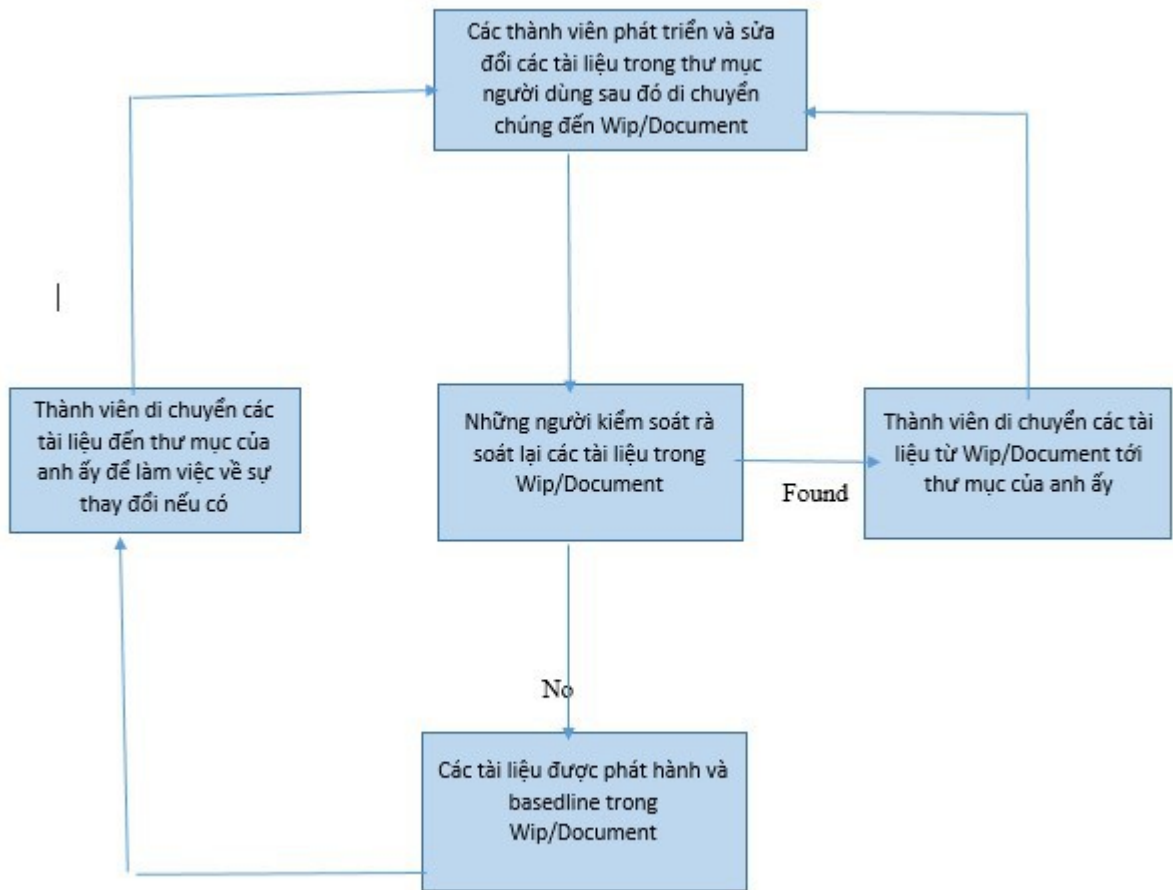 Các thành viên phát triển và sửa
đổi các tài liệu trong thư mục
người dùng sau đó di chuyển
chúng đến Wip/Document
Thành viên di chuyển các
tài liệu đến thư mục của
anh ấy để làm việc về sự
thay đổi nếu có
Những người kiểm soát rà
soát lại các tài liệu trong
Wip/Document
Found
Thành viên di chuyển các tài
liệu từ Wip/Document tới
thư mục của anh ấy
No
Các tài liệu được phát hành và
basedline trong
Wip/Document